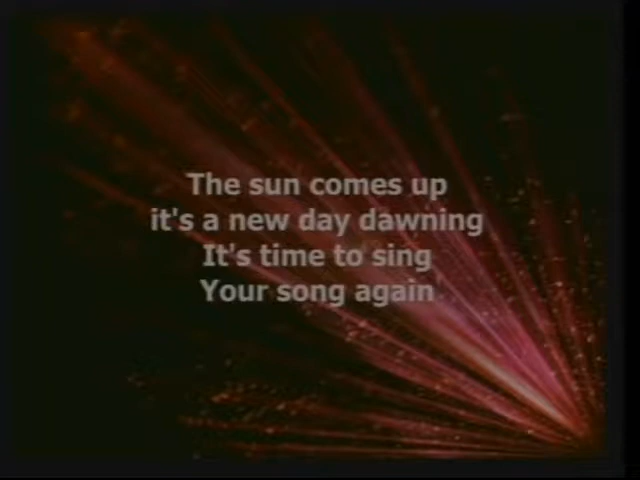 The sun comes up
it's a new day dawning
It's time to sing
Your song again